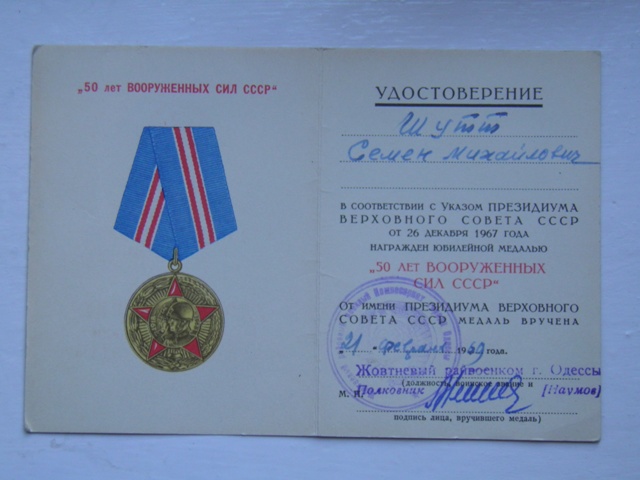 „50 лет ВООРУЖЕННЫХ СИЛ СССР“
УДОСТОВЕРЕНИЕ
Шутт
Семен Михайлович
В СООТВЕТСТВИИ С УКАЗОМ ПРЕЗИДИУМА
ВЕРХОВНОГО СОВЕТА СССР
ОТ 26 ДЕКАБРЯ 1967 ГОДА
НАГРАЖДЕН ЮБИЛЕЙНОЙ МЕДАЛЬЮ
„50 ЛЕТ ВООРУЖЕННЫХ
СИЛ СССР“
ОТ ИМЕНИ ПРЕЗИДИУМА ВЕРХОВНОГО
СОВЕТА СССР МЕДАЛЬ ВРУЧЕНА
21 февраля 1969 года.
Жовтневый райвоенком г. Одессы
(должность, воинское звание и
М. П. Полковник (Наумов)
подпись лица, вручившего медаль)